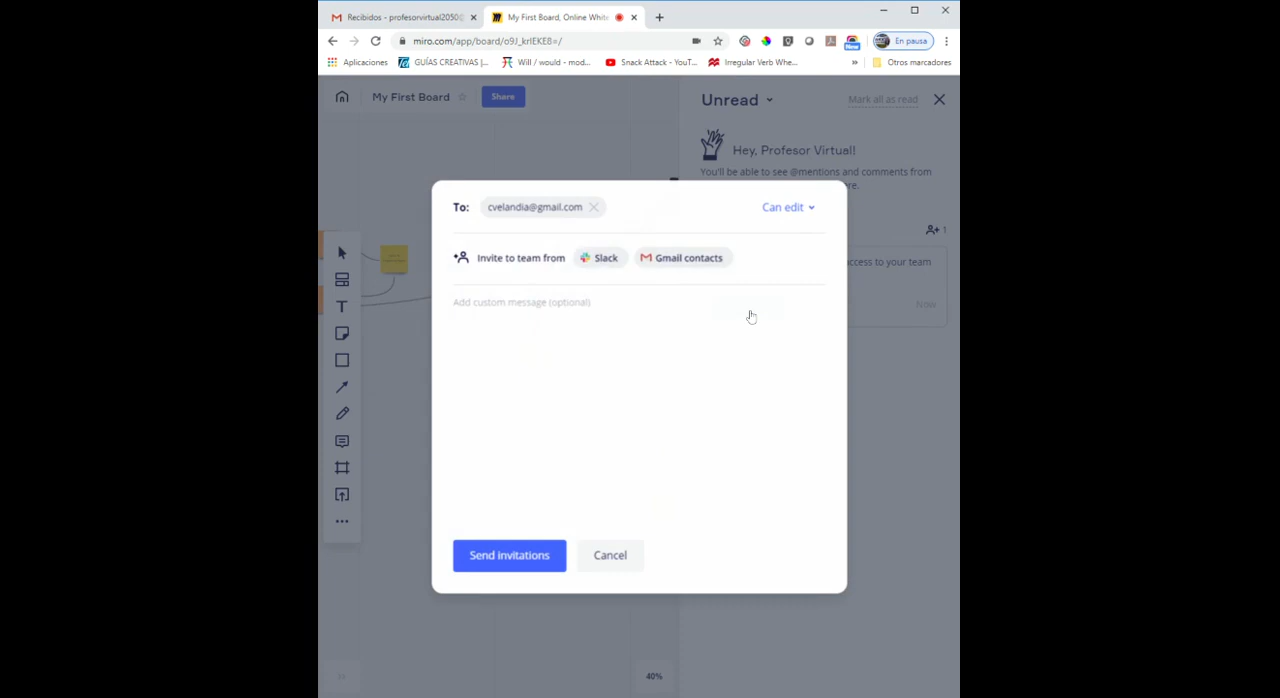 Recibidos - profesorvirtual2050@
My First Board, Online White
miro.com/app/board/o9J_krIEKE8=/
New
En pausa
Aplicaciones
GUÍAS CREATIVAS |...
Will / would - mod...
Snack Attack - YouT...
Irregular Verb Whe...
»
Otros marcadores
My First Board
Share
Unread
Mark all as read
Hey, Profesor Virtual!
You'll be able to see @mentions and comments from
To:
cvelandia@gmail.com
Can edit
1
Invite to team from
Slack
Gmail contacts
access to your team
Add custom message (optional)
Now
Send invitations
Cancel
40%